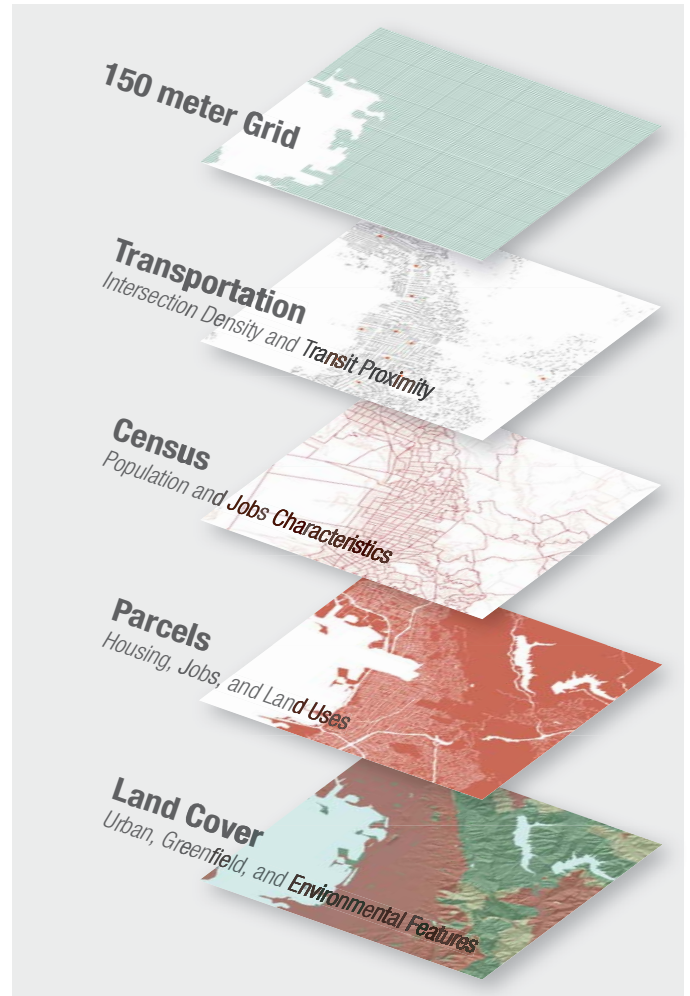 150 meter Grid
Transportation
Intersection Density and Transit Proximity
Census
Population and Jobs Characteristics
Parcels
Housing, Jobs, and Land Uses
Land Cover
Urban, Greenfield, and Environmental Features